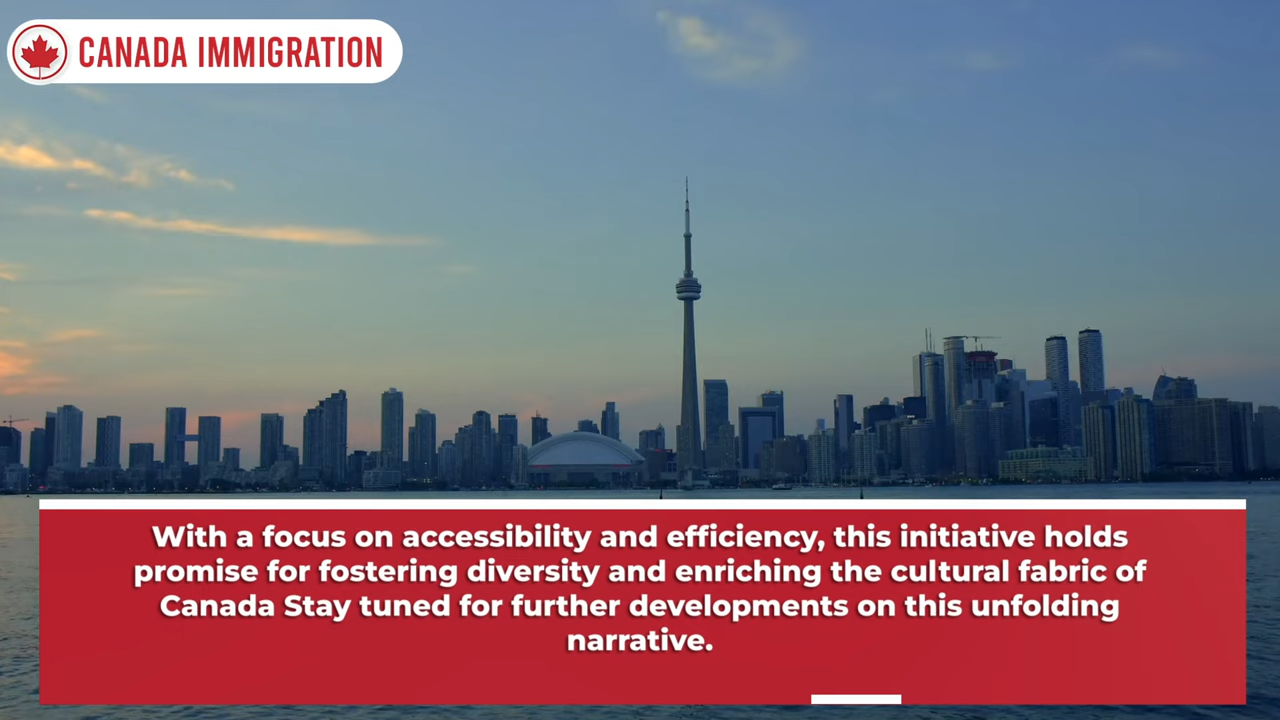 CANADA IMMIGRATION
With a focus on accessibility and efficiency, this initiative holds
promise for fostering diversity and enriching the cultural fabric of
Canada Stay tuned for further developments on this unfolding
narrative.